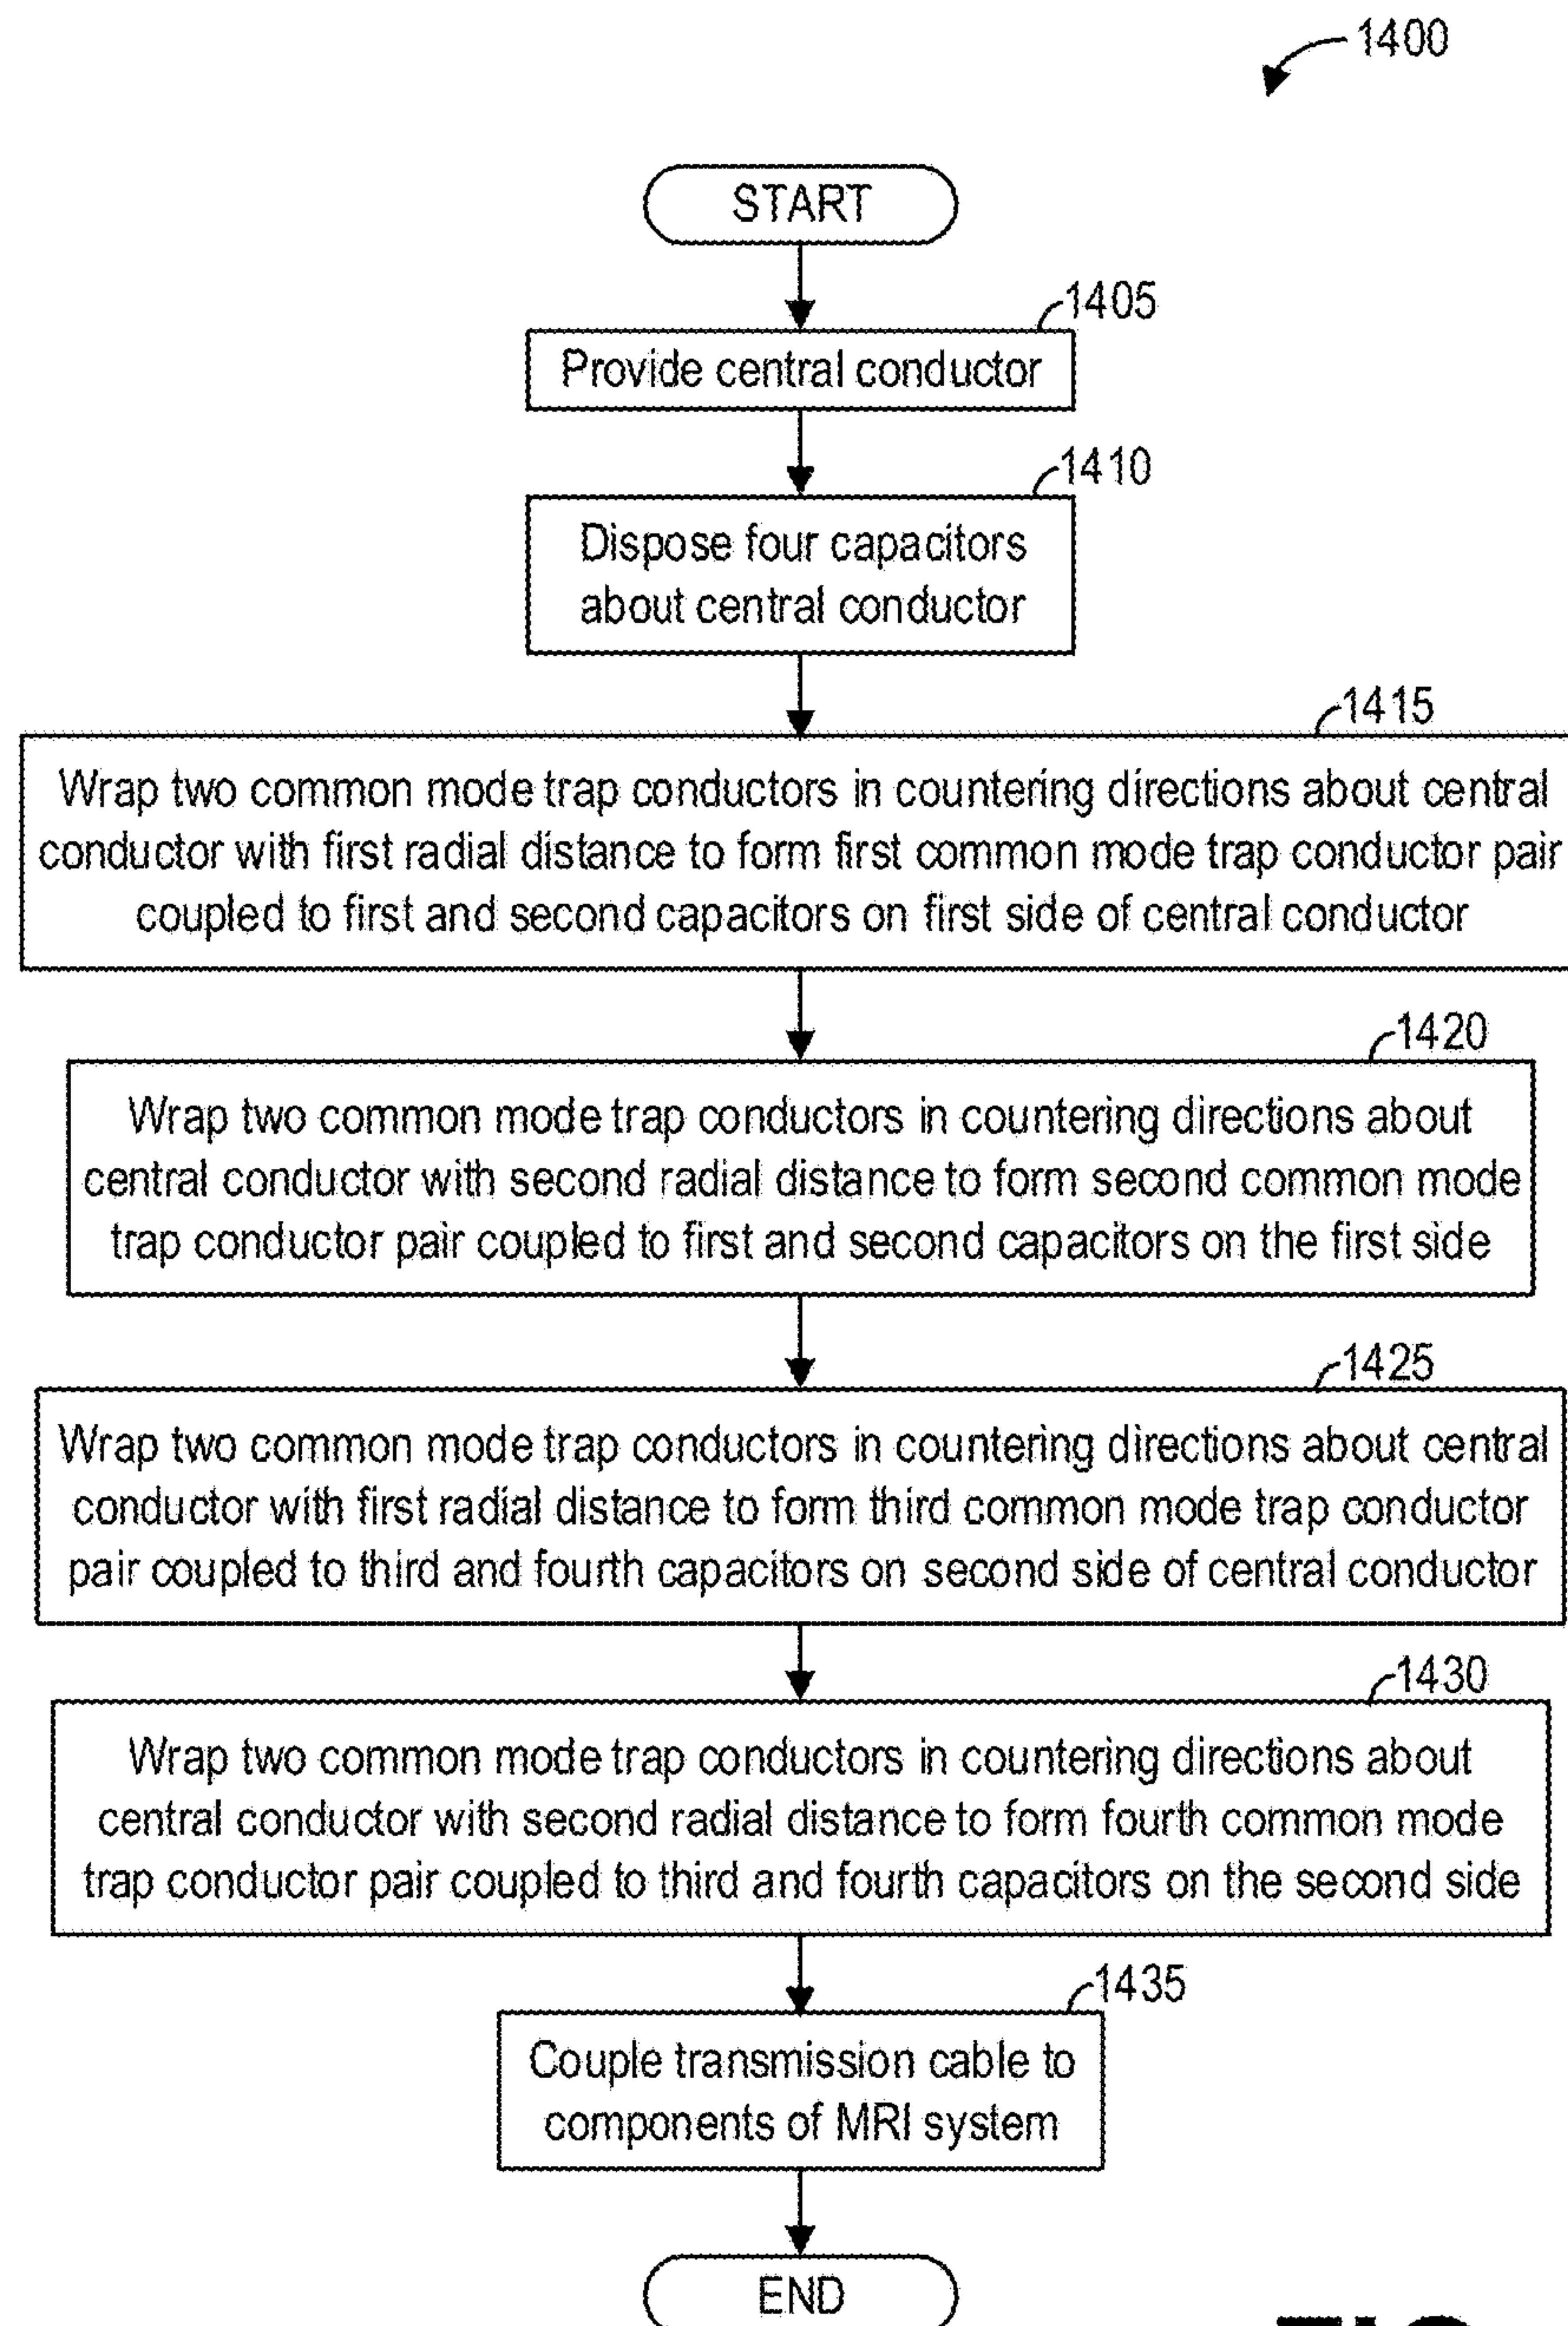 1400
START
1405
Provide central conductor
1410
Dispose four capacitors
about central conductor
1415
Wrap two common mode trap conductors in countering directions about central
conductor with first radial distance to form first common mode trap conductor pair
coupled to first and second capacitors on first side of central conductor
1420
Wrap two common mode trap conductors in countering directions about
central conductor with second radial distance to form second common mode
trap conductor pair coupled to first and second capacitors on the first side
1425
Wrap two common mode trap conductors in countering directions about central
conductor with first radial distance to form third common mode trap conductor
pair coupled to third and fourth capacitors on second side of central conductor
1430
Wrap two common mode trap conductors in countering directions about
central conductor with second radial distance to form fourth common mode
trap conductor pair coupled to third and fourth capacitors on the second side
1435
Couple transmission cable to
components of MRI system
END